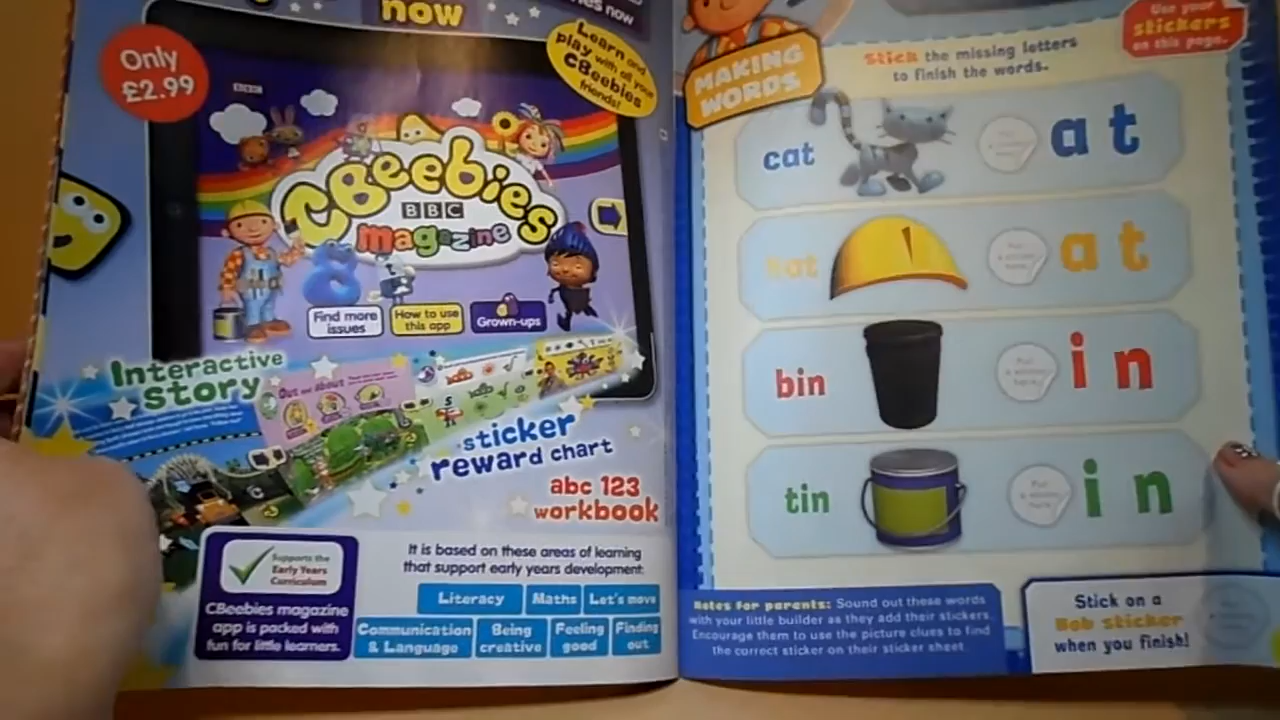 now
Only
£2.99
Learn and
play with all your
CBeebies
friends!
BBC
CBeebies
BBC
magazine
Find more
issues
How to use
this app
Grown-ups
Interactive
story
Out and About
sticker
reward chart
abc 123
workbook
Supports the
Early Years
Curriculum
CBeebies magazine
app is packed with
fun for little learners.
It is based on these areas of learning
that support early years development:
Literacy
Maths
Let's move
Communication
& Language
Being
creative
Feeling
good
Finding
out
MAKING
WORDS
Use your
stickers
on this page.
Stick the missing letters
to finish the words.
cat
at
hat
at
bin
in
tin
in
Notes for parents: Sound out these words
with your little builder as they add their stickers.
Encourage them to use the picture clues to find
the correct sticker on their sticker sheet.
Stick on a
Bob sticker
when you finish!